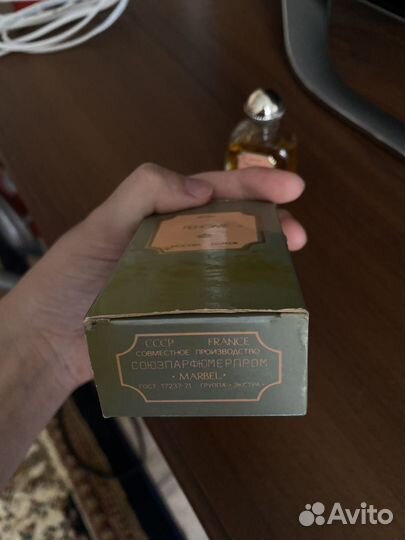 СССР FRANCE
СОВМЕСТНОЕ ПРОИЗВОДСТВО
СОЮЗПАРФЮМЕРПРОМ
• MARBEL •
ГОСТ 17237-71 ГРУППА «ЭКСТРА»
Avito